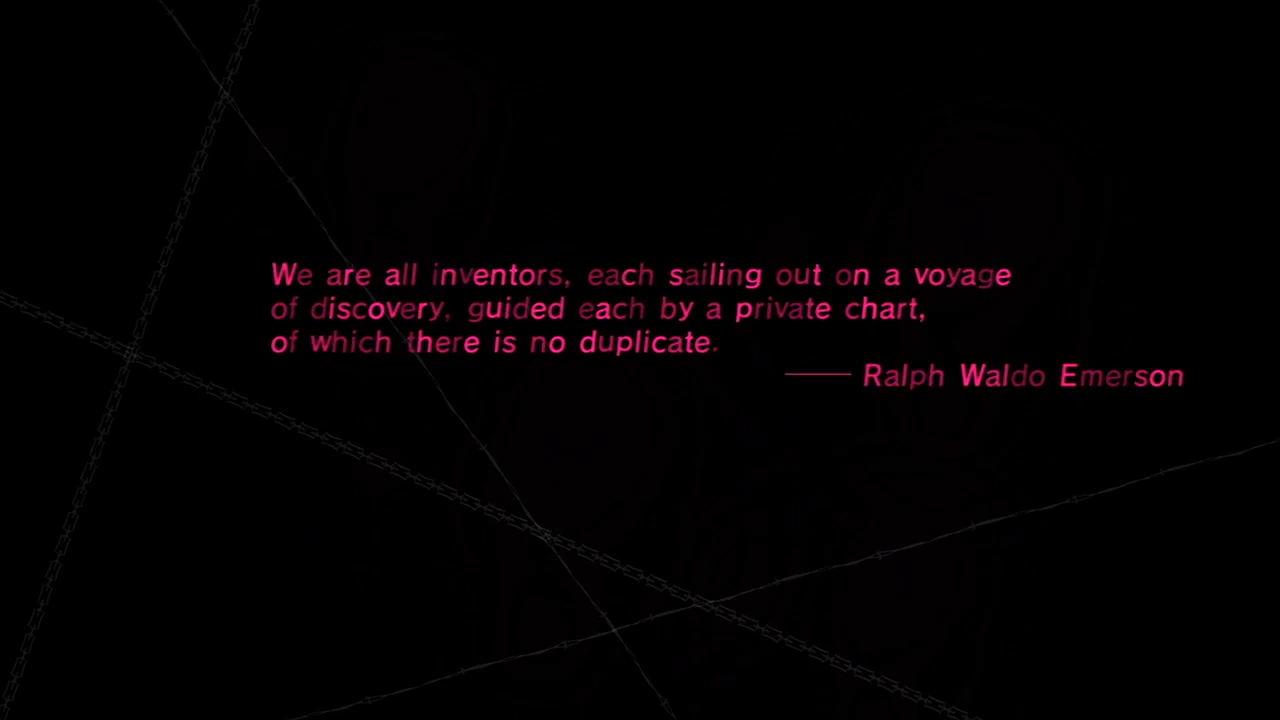 We are all inventors, each sailing out on a voyage
of discovery, guided each by a private chart,
of which there is no duplicate.
—— Ralph Waldo Emerson